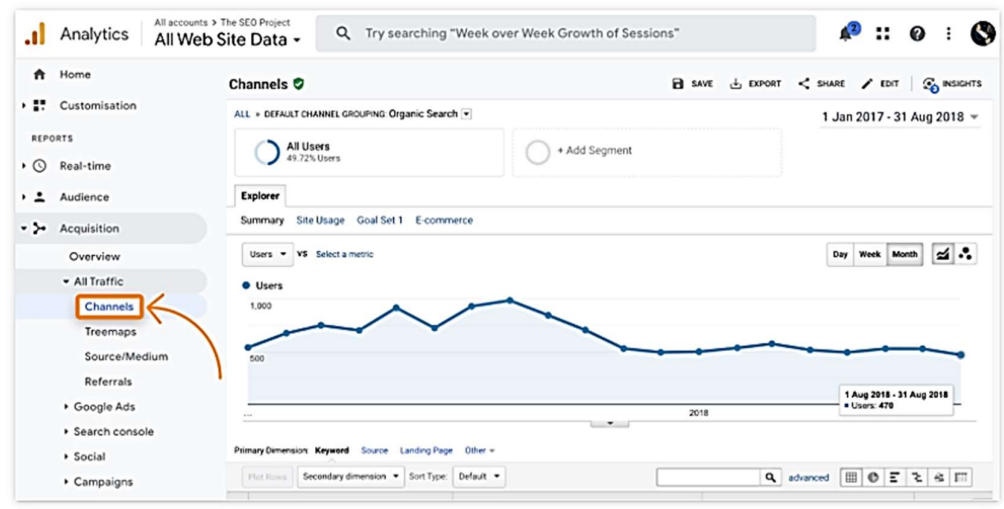 Analytics
All accounts > The SEO Project
All Web Site Data
Try searching "Week over Week Growth of Sessions"
2
Home
Customisation
REPORTS
Real-time
Audience
Acquisition
Overview
All Traffic
Channels
Treemaps
Source/Medium
Referrals
Google Ads
Search console
Social
Campaigns
Channels
SAVE
EXPORT
SHARE
EDIT
INSIGHTS
ALL » DEFAULT CHANNEL GROUPING: Organic Search
1 Jan 2017 - 31 Aug 2018
All Users
49.72% Users
+ Add Segment
Explorer
Summary Site Usage Goal Set 1 E-commerce
Users VS Select a metric
Day Week Month
Users
1,000
500
...
2018
1 Aug 2018 - 31 Aug 2018
Users: 470
Primary Dimension: Keyword Source Landing Page Other
Plot Rows Secondary dimension Sort Type: Default
advanced